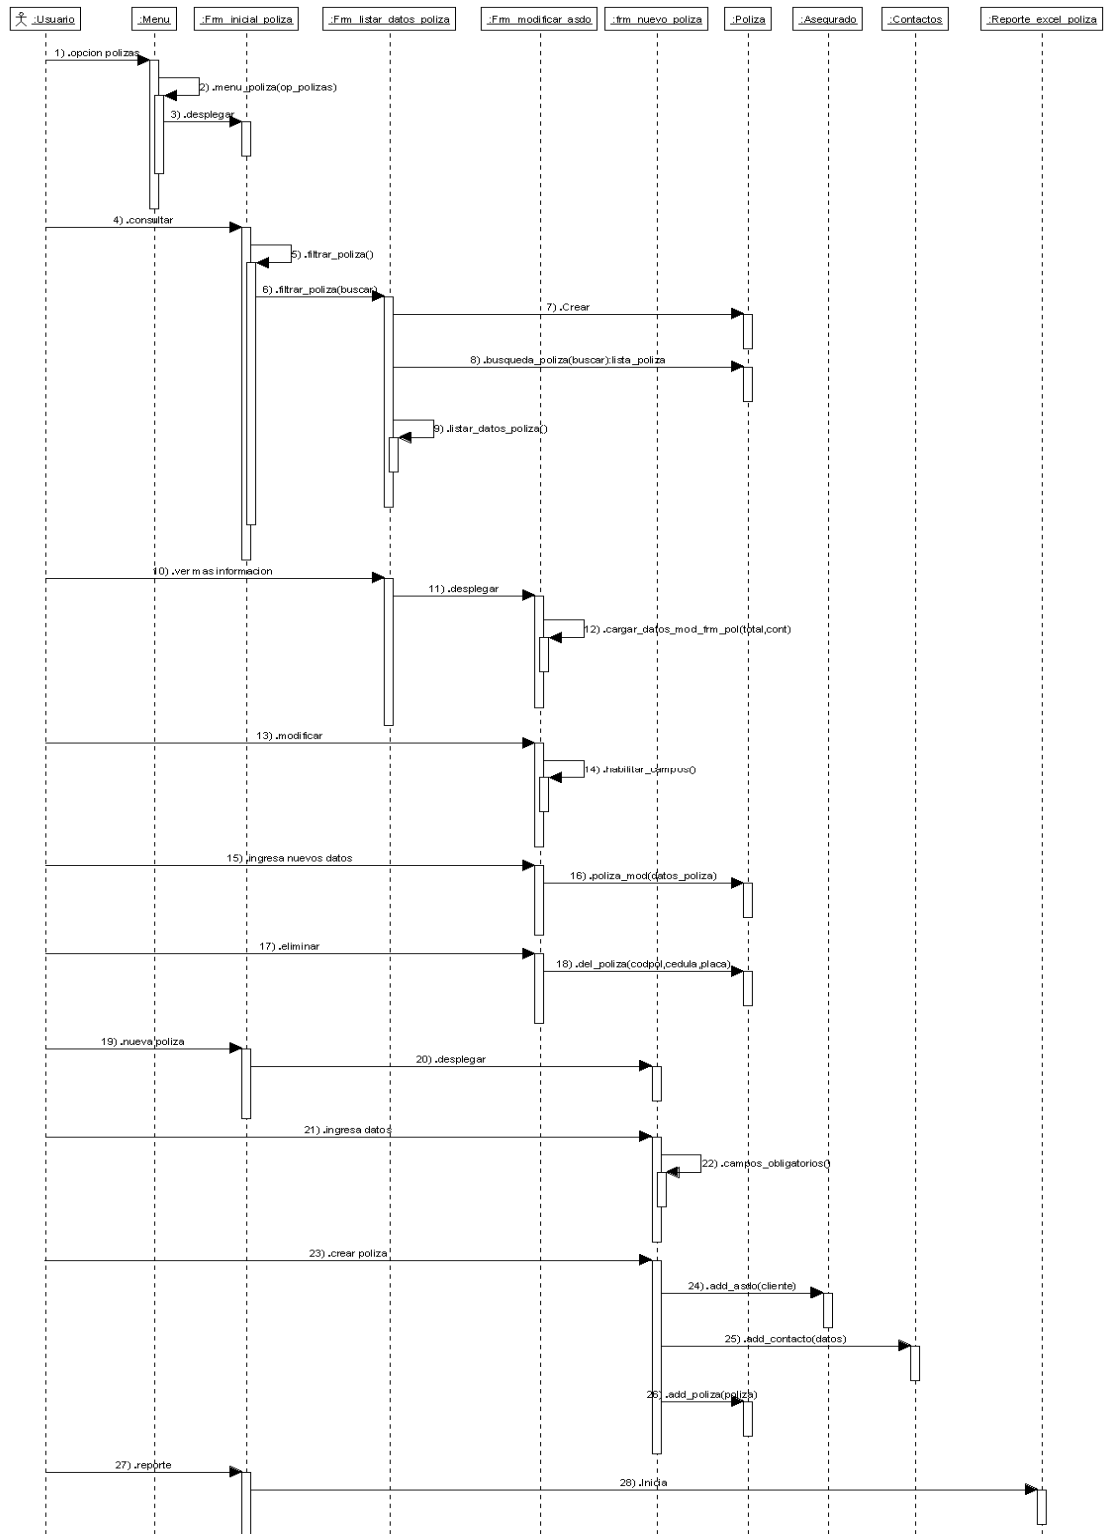 :Usuario
:Menu
:Frm_inicial_poliza
:Frm_listar_datos_poliza
:Frm_modificar_asdo
:frm_nuevo_poliza
:Poliza
:Asegurado
:Contactos
:Reporte_excel_poliza
1) .opcion polizas
2) .menu_poliza(op_polizas)
3) .desplegar
4) .consultar
5) .filtrar_poliza()
6) .filtrar_poliza(buscar)
7) .Crear
8) .busqueda_poliza(buscar):lista_poliza
9) .listar_datos_poliza()
10) .ver mas informacion
11) .desplegar
12) .cargar_datos_mod_frm_pol(total,cont)
13) .modificar
14) .habilitar_campos()
15) .ingresa nuevos datos
16) .poliza_mod(datos_poliza)
17) .eliminar
18) .del_poliza(codpol,cedula,placa)
19) .nueva poliza
20) .desplegar
21) .ingresa datos
22) .campos_obligatorios()
23) .crear poliza
24) .add_asdo(cliente)
25) .add_contacto(datos)
26) .add_poliza(poliza)
27) .reporte
28) .Inicia